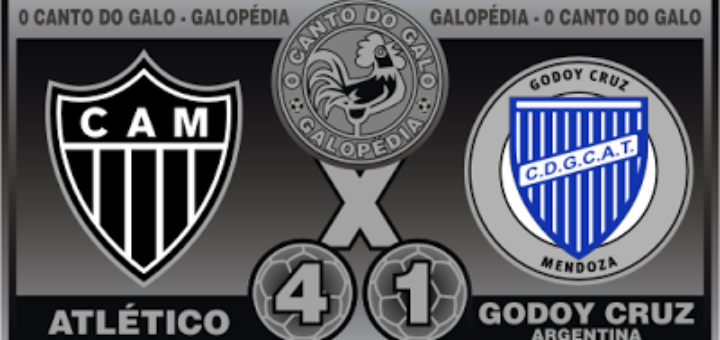 O CANTO DO GALO - GALOPÉDIA
GALOPÉDIA - O CANTO DO GALO
O CANTO DO GALO
GALOPÉDIA
CAM
GODOY CRUZ
C.D.G.C.A.T.
MENDOZA
X
4
1
ATLÉTICO
GODOY CRUZ
ARGENTINA